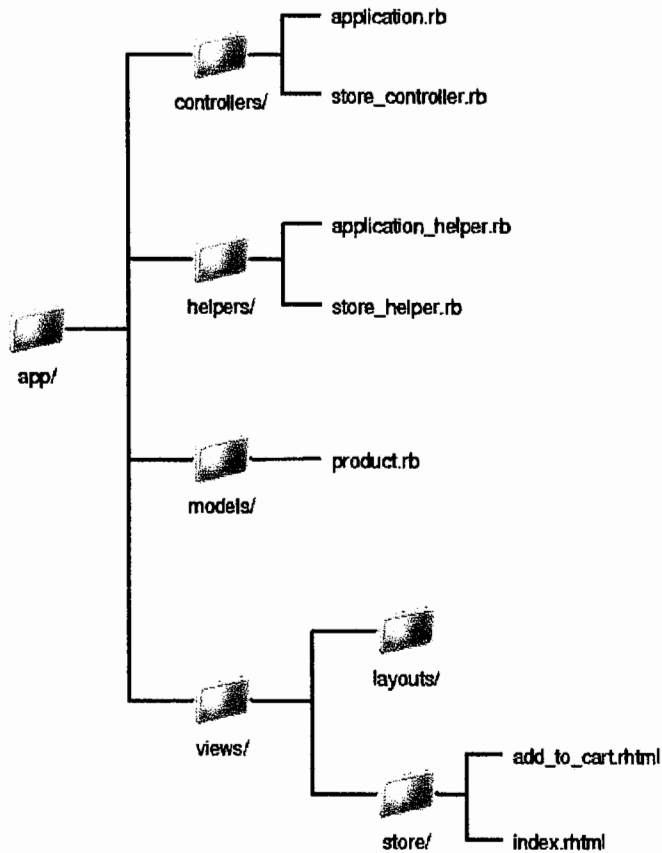 application.rb
controllers/
store_controller.rb
application_helper.rb
helpers/
store_helper.rb
app/
product.rb
models/
layouts/
views/
add_to_cart.rhtml
store/
index.rhtml